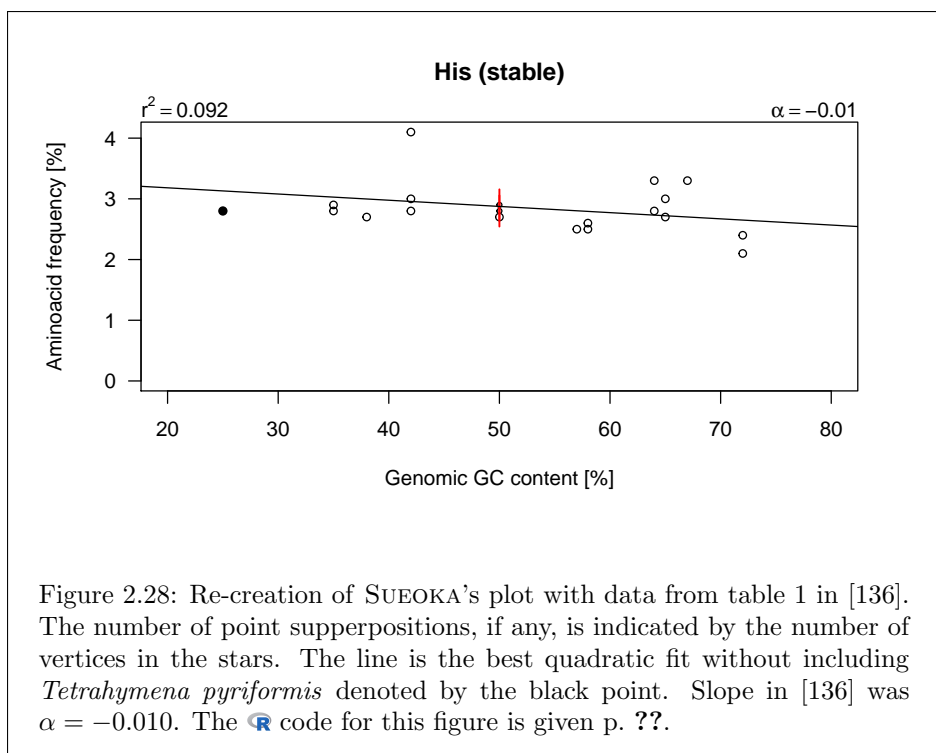 His (stable)
r² = 0.092
α = −0.01
Aminoacid frequency [%]
4
3
2
1
0
20 30 40 50 60 70 80
Genomic GC content [%]
Figure 2.28: Re-creation of SUEOKA's plot with data from table 1 in [136].
The number of point supperpositions, if any, is indicated by the number of
vertices in the stars. The line is the best quadratic fit without including
Tetrahymena pyriformis denoted by the black point. Slope in [136] was
α = −0.010. The R code for this figure is given p. ??.